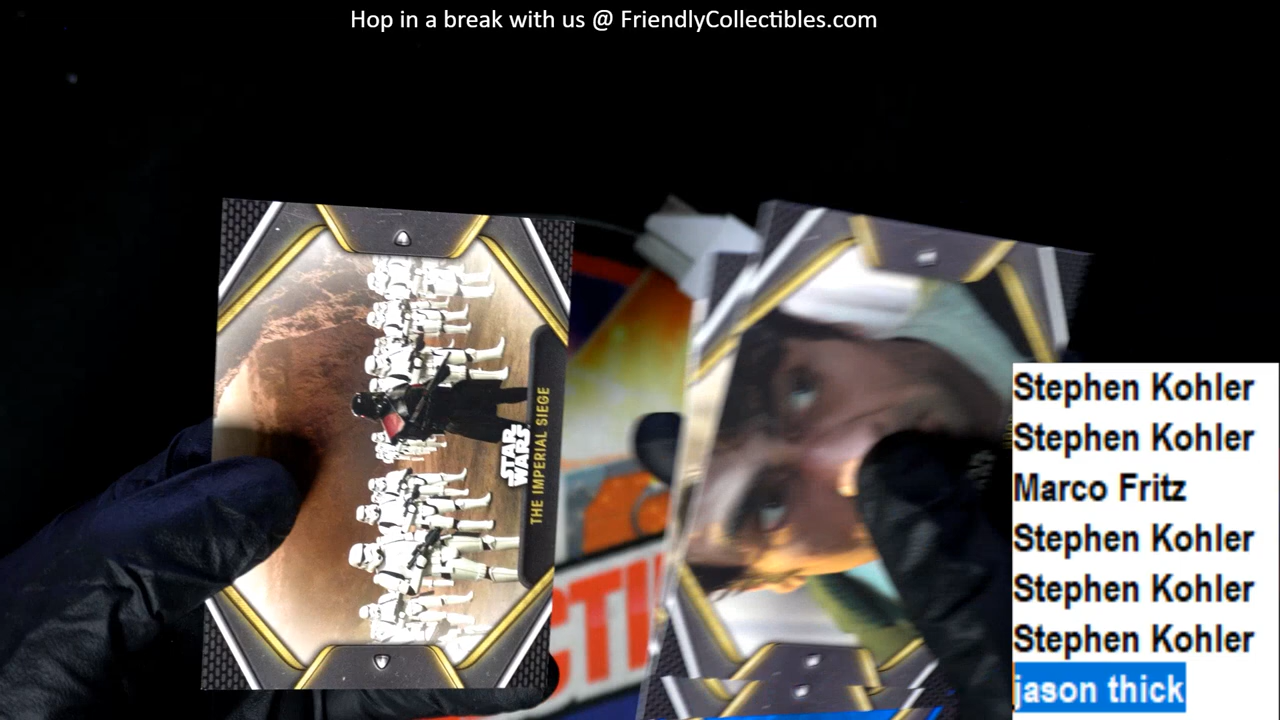 Hop in a break with us @ FriendlyCollectibles.com
STAR
WARS
THE IMPERIAL SIEGE
CTI
Stephen Kohler
Stephen Kohler
Marco Fritz
Stephen Kohler
Stephen Kohler
Stephen Kohler
jason thick